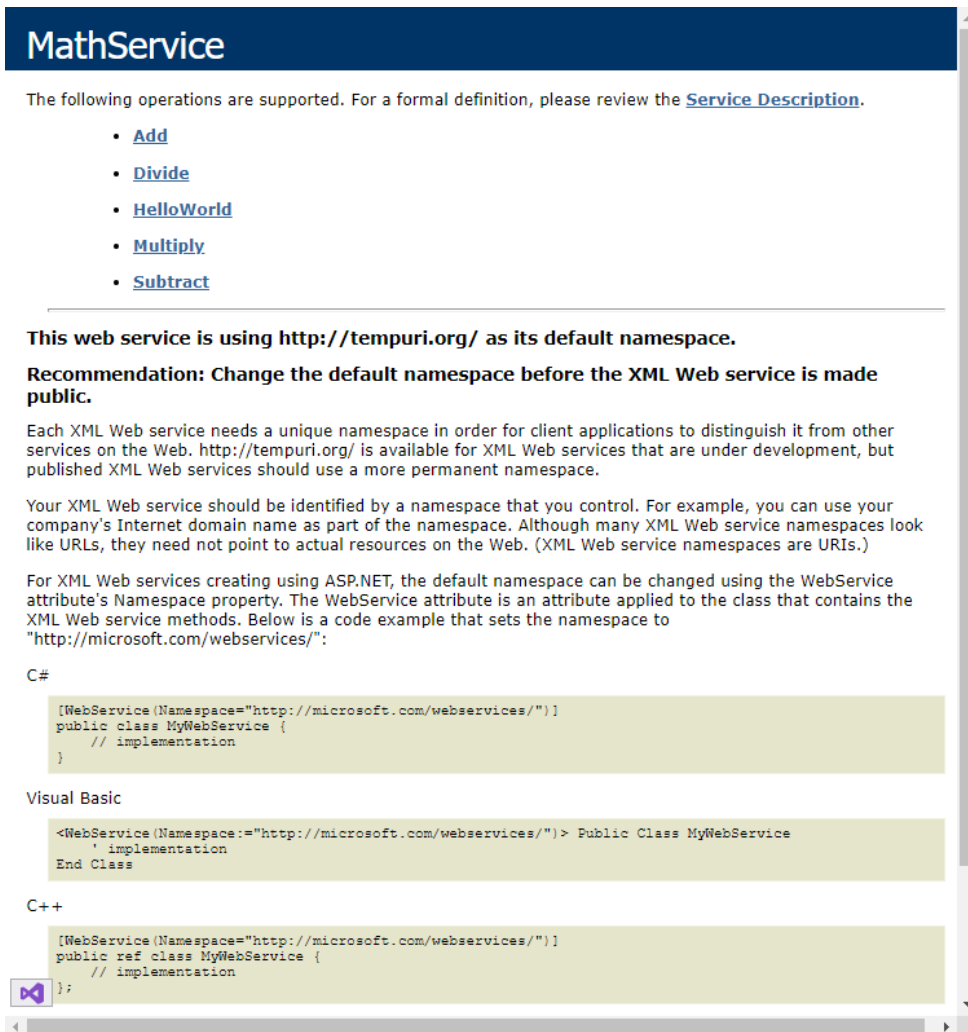 MathService
The following operations are supported. For a formal definition, please review the Service Description.
• Add
• Divide
• HelloWorld
• Multiply
• Subtract
This web service is using http://tempuri.org/ as its default namespace.
Recommendation: Change the default namespace before the XML Web service is made
public.
Each XML Web service needs a unique namespace in order for client applications to distinguish it from other
services on the Web. http://tempuri.org/ is available for XML Web services that are under development, but
published XML Web services should use a more permanent namespace.
Your XML Web service should be identified by a namespace that you control. For example, you can use your
company's Internet domain name as part of the namespace. Although many XML Web service namespaces look
like URLs, they need not point to actual resources on the Web. (XML Web service namespaces are URIs.)
For XML Web services creating using ASP.NET, the default namespace can be changed using the WebService
attribute's Namespace property. The WebService attribute is an attribute applied to the class that contains the
XML Web service methods. Below is a code example that sets the namespace to
"http://microsoft.com/webservices/":
C#
[WebService(Namespace="http://microsoft.com/webservices/")]
public class MyWebService {
    // implementation
}
Visual Basic
<WebService(Namespace:="http://microsoft.com/webservices/")> Public Class MyWebService
    ' implementation
End Class
C++
[WebService(Namespace="http://microsoft.com/webservices/")]
public ref class MyWebService {
    // implementation
};